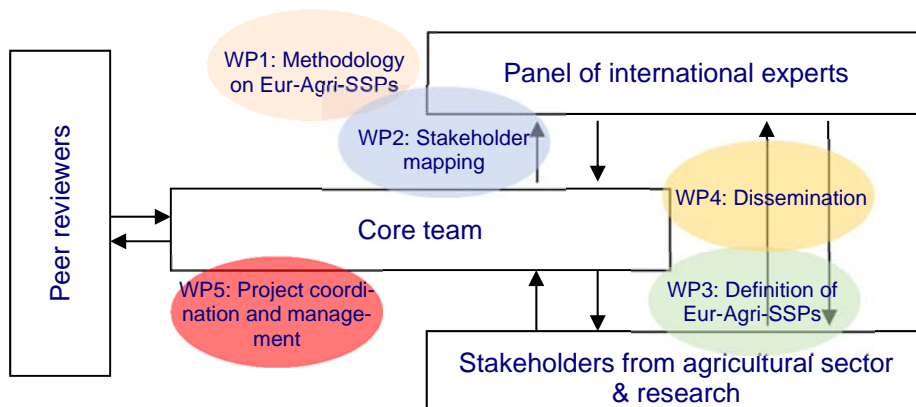 Peer reviewers
WP1: Methodology
on Eur-Agri-SSPs
Panel of international experts
WP2: Stakeholder
mapping
WP4: Dissemination
Core team
WP5: Project coordi-
nation and manage-
ment
WP3: Definition of
Eur-Agri-SSPs
Stakeholders from agricultural sector
& research